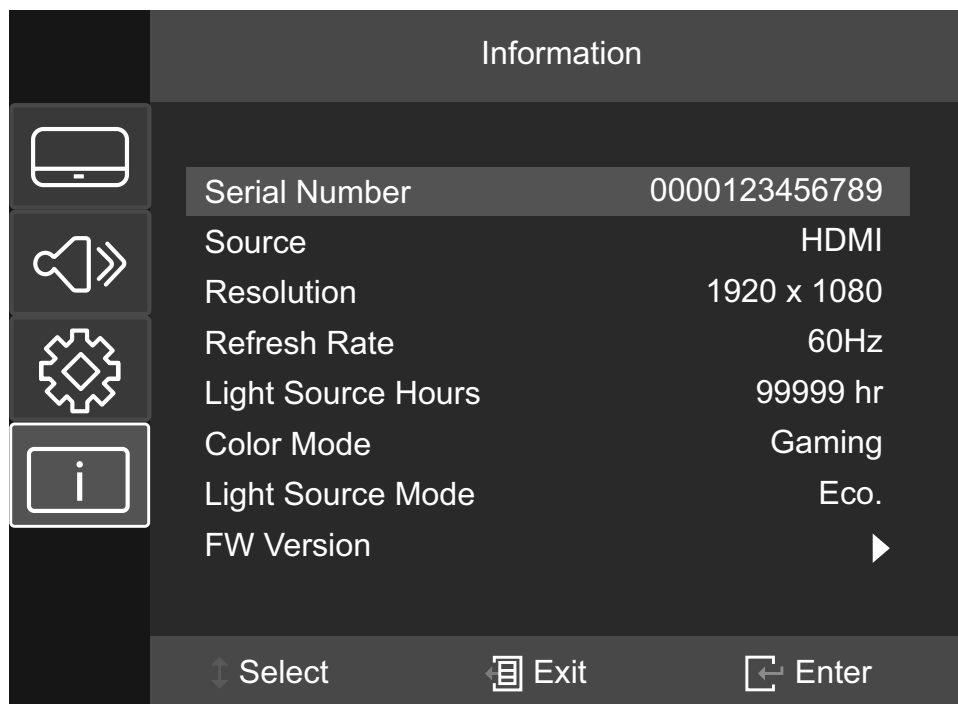 Information
Serial Number 0000123456789
Source HDMI
Resolution 1920 x 1080
Refresh Rate 60Hz
Light Source Hours 99999 hr
Color Mode Gaming
Light Source Mode Eco.
FW Version
Select Exit Enter